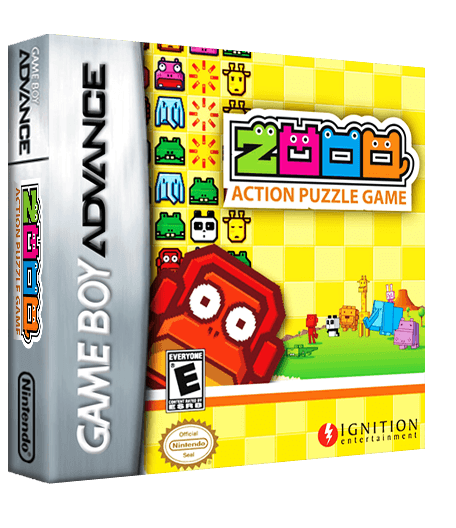 GAME BOY
ADVANCE
ZOOO
ACTION PUZZLE GAME
Nintendo®
GAME BOY ADVANCE
ZOOO
ACTION PUZZLE GAME
EVERYONE
E
CONTENT RATED BY
ESRB
Official
Nintendo
Seal
IGNITION
entertainment